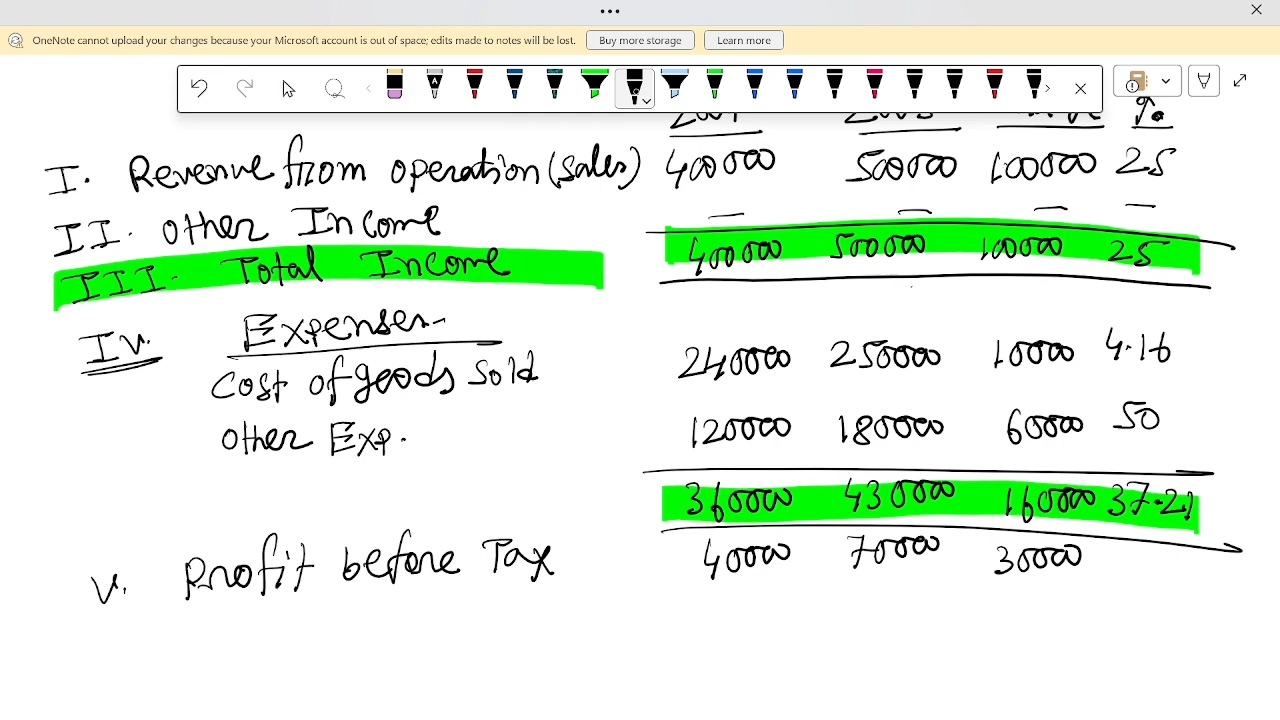 OneNote cannot upload your changes because your Microsoft account is out of space; edits made to notes will be lost. Buy more storage Learn more
%
I. Revenue from operation (sales) 400000 500000 100000 25
II. Other Income — — — —
III. Total Income 400000 500000 100000 25
Iv. Expenses
Cost of goods sold 240000 250000 10000 4.16
Other Exp. 120000 180000 60000 50
360000 430000 160000 37.21
V. Profit before Tax 40000 70000 30000